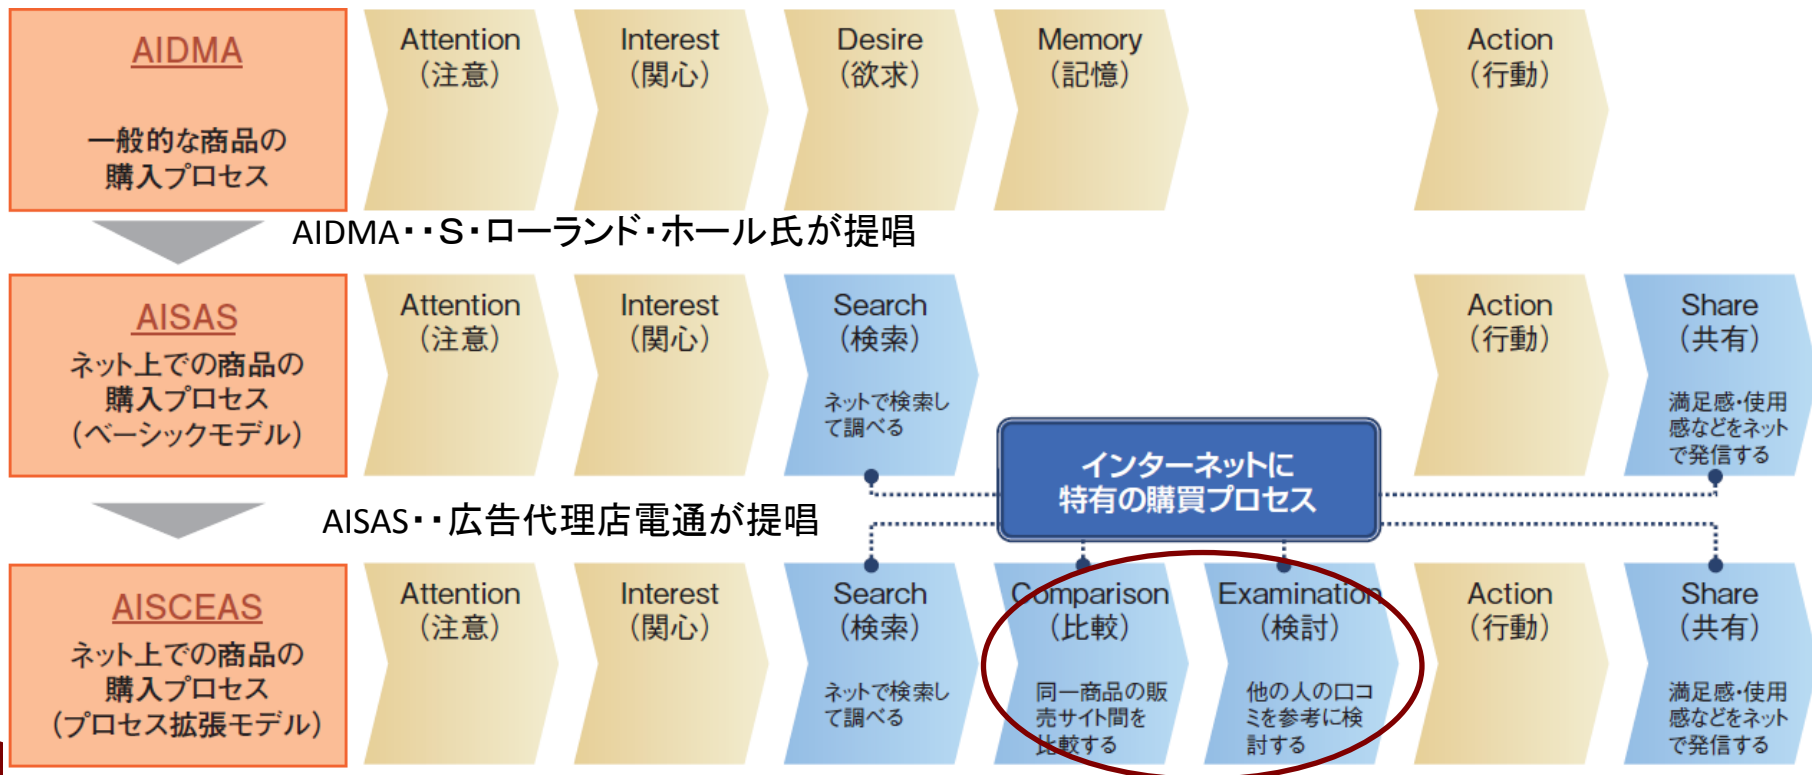 AIDMA
一般的な商品の
購入プロセス
Attention
（注意）
Interest
（関心）
Desire
（欲求）
Memory
（記憶）
Action
（行動）
AIDMA・・S・ローランド・ホール氏が提唱
AISAS
ネット上での商品の
購入プロセス
（ベーシックモデル）
Attention
（注意）
Interest
（関心）
Search
（検索）
ネットで検索し
て調べる
Action
（行動）
Share
（共有）
満足感・使用
感などをネット
で発信する
インターネットに
特有の購買プロセス
AISAS・・広告代理店電通が提唱
AISCEAS
ネット上での商品の
購入プロセス
（プロセス拡張モデル）
Attention
（注意）
Interest
（関心）
Search
（検索）
ネットで検索し
て調べる
Comparison
（比較）
同一商品の販
売サイト間を
比較する
Examination
（検討）
他の人の口コ
ミを参考に検
討する
Action
（行動）
Share
（共有）
満足感・使用
感などをネット
で発信する